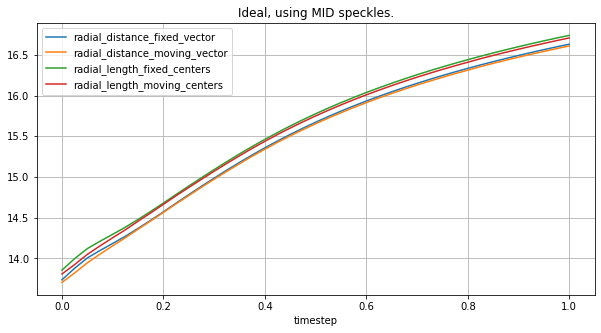 Ideal, using MID speckles.
radial_distance_fixed_vector
radial_distance_moving_vector
radial_length_fixed_centers
radial_length_moving_centers
16.5
16.0
15.5
15.0
14.5
14.0
0.0 0.2 0.4 0.6 0.8 1.0
timestep